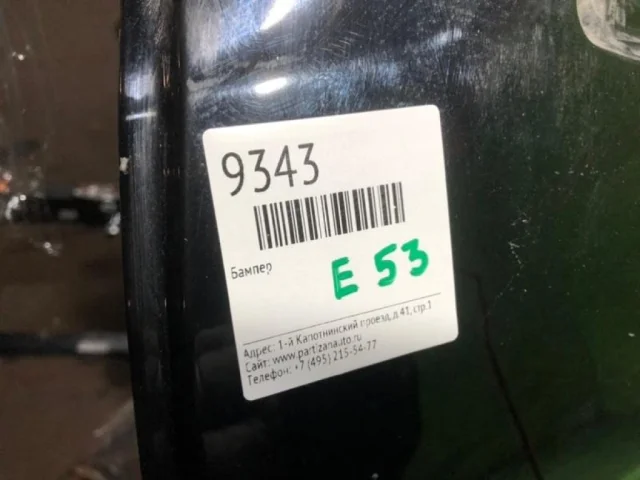 9343
Бампер
E 53
Адрес: 1-й Капотнинский проезд, д 41, стр.1
Сайт: www.partizanauto.ru
Телефон: +7 (495) 215-54-77